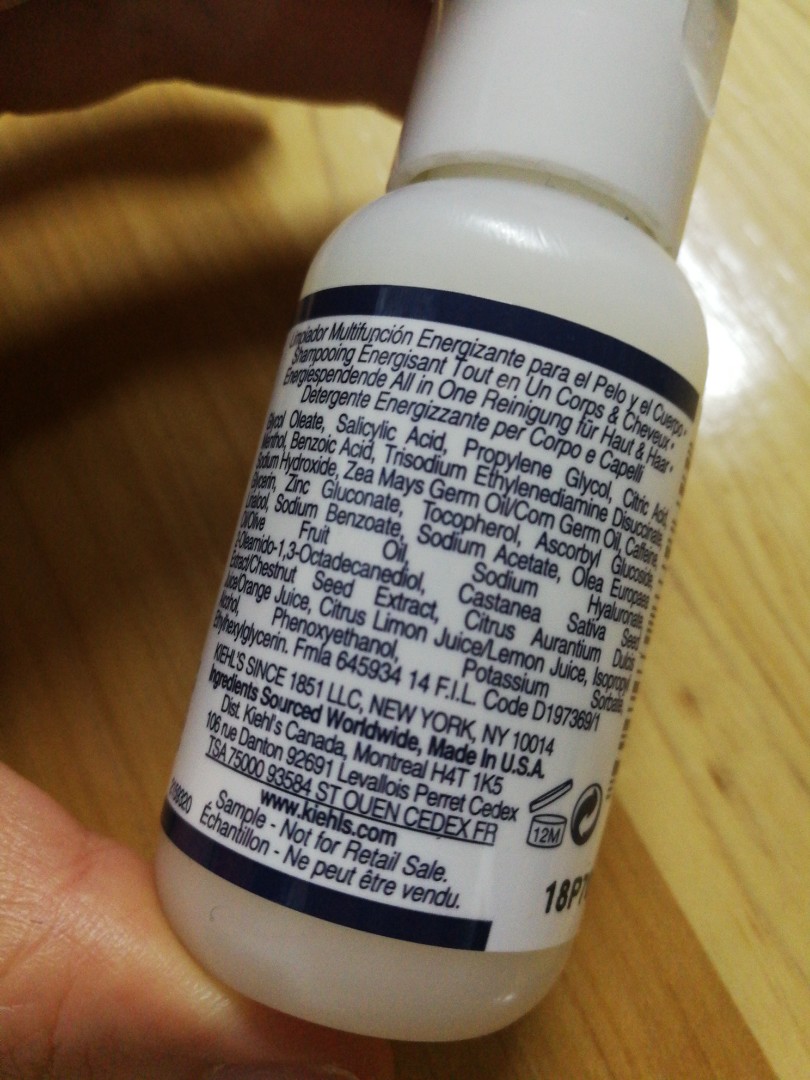 Limpiador Multifunción Energizante para el Pelo y el Cuerpo •
Shampooing Energisant Tout en Un Corps & Cheveux •
Energiespendende All in One Reinigung für Haut & Haar •
Detergente Energizzante per Corpo e Capelli
Glycol Oleate, Salicylic Acid, Propylene Glycol, Citric Acid,
Menthol, Benzoic Acid, Trisodium Ethylenediamine Disuccinate,
Sodium Hydroxide, Zea Mays Germ Oil/Corn Germ Oil, Caffeine,
Glycerin, Zinc Gluconate, Tocopherol, Ascorbyl Glucoside,
Linalool, Sodium Benzoate, Sodium Acetate, Olea Europaea
Oil/Olive Fruit Oil, Sodium Hyaluronate,
2-Oleamido-1,3-Octadecanediol, Castanea Sativa Seed
Extract/Chestnut Seed Extract, Citrus Aurantium Dulcis
Juice/Orange Juice, Citrus Limon Juice/Lemon Juice, Isopropyl
Alcohol, Phenoxyethanol, Potassium Sorbate,
Ethylhexylglycerin. Fmla 645934 14 F.I.L. Code D197369/1
KIEHL'S SINCE 1851 LLC, NEW YORK, NY 10014
Ingredients Sourced Worldwide, Made In U.S.A.
Dist. Kiehl's Canada, Montreal H4T 1K5
106 rue Danton 92691 Levallois Perret Cedex
TSA 75000 93584 ST OUEN CEDEX FR
www.kiehls.com
Sample - Not for Retail Sale.
Échantillon - Ne peut être vendu.
12M